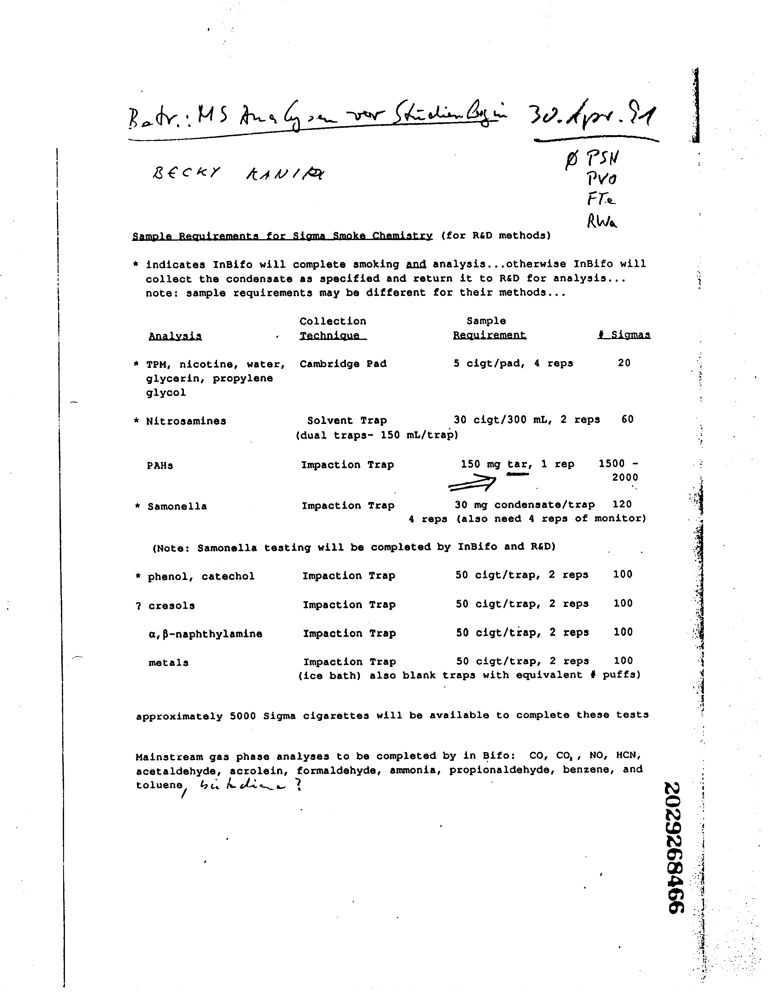 Betr.: MS Analysen vor Studienbeginn 30. Apr. 91
BECKY
Ø PSN
PVO
FTe
RWa
Sample Requirements for Sigma Smoke Chemistry (for R&D methods)
* indicates InBifo will complete smoking and analysis...otherwise InBifo will
collect the condensate as specified and return it to R&D for analysis...
note: sample requirements may be different for their methods...
Collection Sample
Analysis Technique Requirement # Sigmas
* TPM, nicotine, water, Cambridge Pad 5 cigt/pad, 4 reps 20
glycerin, propylene
glycol
* Nitrosamines Solvent Trap 30 cigt/300 mL, 2 reps 60
(dual traps- 150 mL/trap)
PAHs Impaction Trap 150 mg tar, 1 rep 1500 -
2000
* Samonella Impaction Trap 30 mg condensate/trap 120
4 reps (also need 4 reps of monitor)
(Note: Samonella testing will be completed by InBifo and R&D)
* phenol, catechol Impaction Trap 50 cigt/trap, 2 reps 100
? cresols Impaction Trap 50 cigt/trap, 2 reps 100
α,β-naphthylamine Impaction Trap 50 cigt/trap, 2 reps 100
metals Impaction Trap 50 cigt/trap, 2 reps 100
(ice bath) also blank traps with equivalent # puffs)
approximately 5000 Sigma cigarettes will be available to complete these tests
Mainstream gas phase analyses to be completed by in Bifo: CO, CO₂, NO, HCN,
acetaldehyde, acrolein, formaldehyde, ammonia, propionaldehyde, benzene, and
toluene, butadiene ?
2029268466